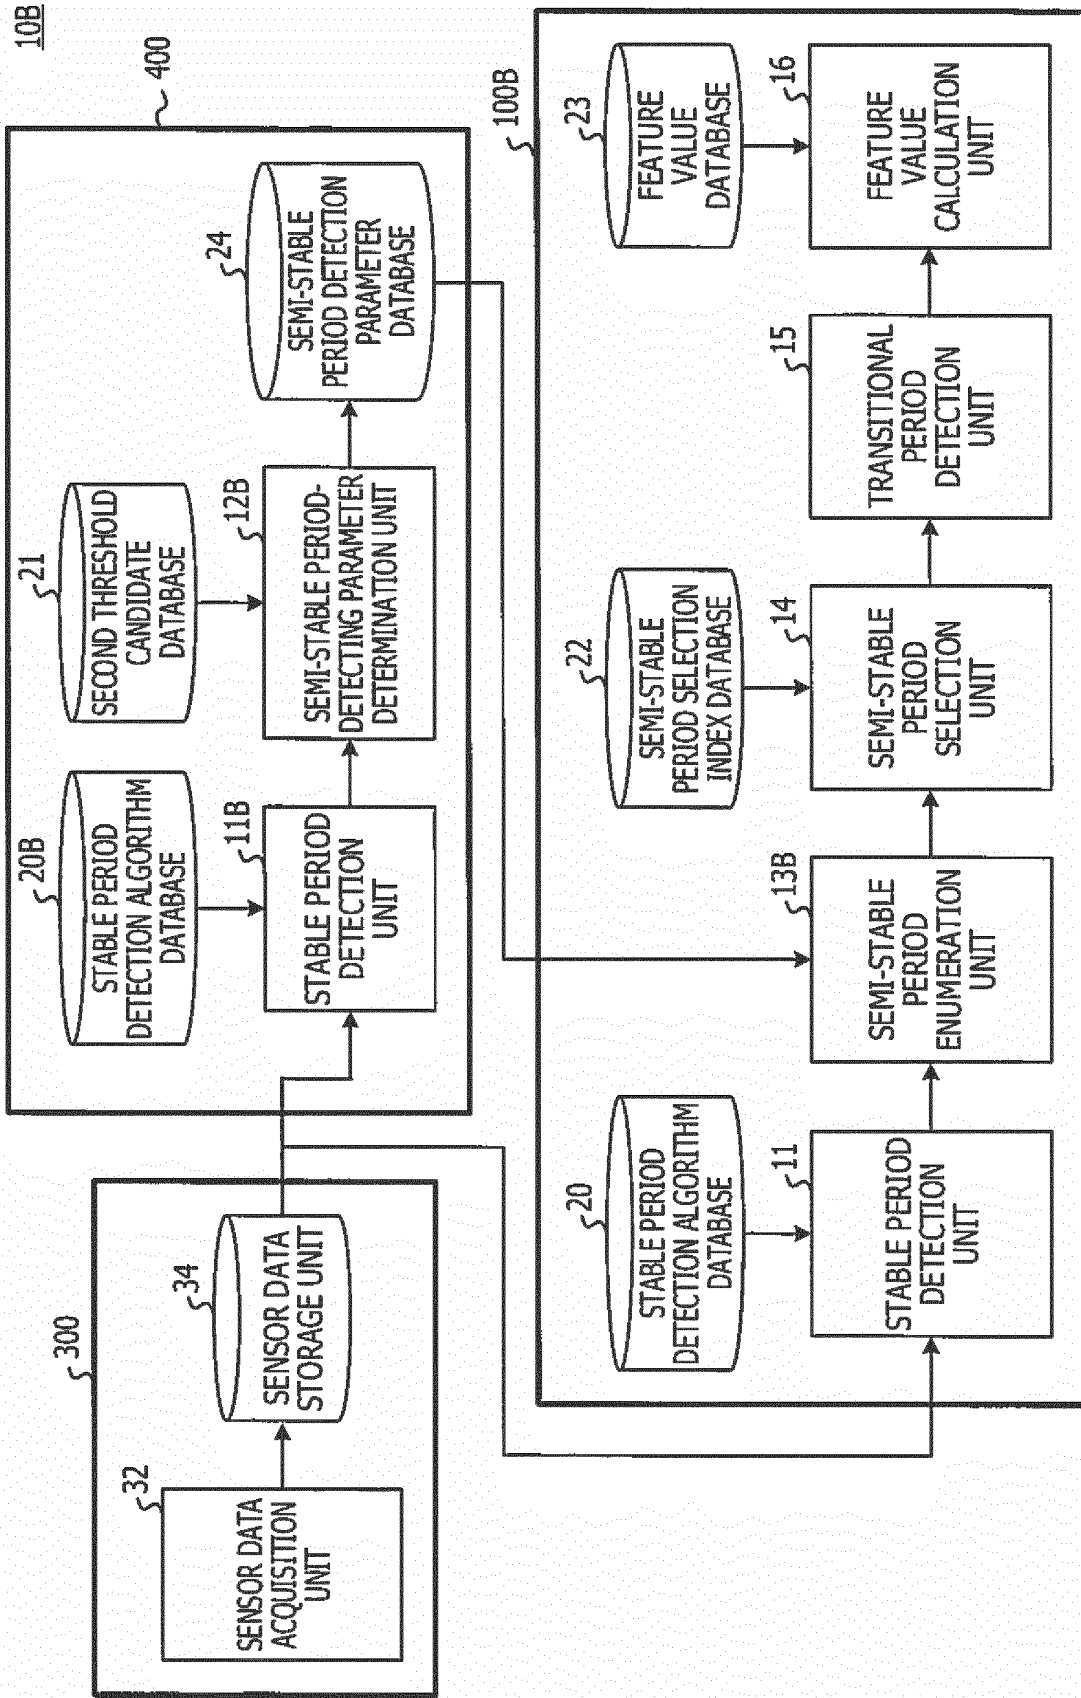 10B
300
32
SENSOR DATA
ACQUISITION
UNIT
34
SENSOR DATA
STORAGE UNIT
400
20B
STABLE PERIOD
DETECTION ALGORITHM
DATABASE
11B
STABLE PERIOD
DETECTION
UNIT
21
SECOND THRESHOLD
CANDIDATE
DATABASE
12B
SEMI-STABLE PERIOD-
DETECTING PARAMETER
DETERMINATION UNIT
24
SEMI-STABLE
PERIOD DETECTION
PARAMETER
DATABASE
100B
20
STABLE PERIOD
DETECTION ALGORITHM
DATABASE
11
STABLE PERIOD
DETECTION
UNIT
13B
SEMI-STABLE
PERIOD
ENUMERATION
UNIT
22
SEMI-STABLE
PERIOD SELECTION
INDEX DATABASE
14
SEMI-STABLE
PERIOD
SELECTION
UNIT
15
TRANSITIONAL
PERIOD
DETECTION
UNIT
23
FEATURE
VALUE
DATABASE
16
FEATURE
VALUE
CALCULATION
UNIT